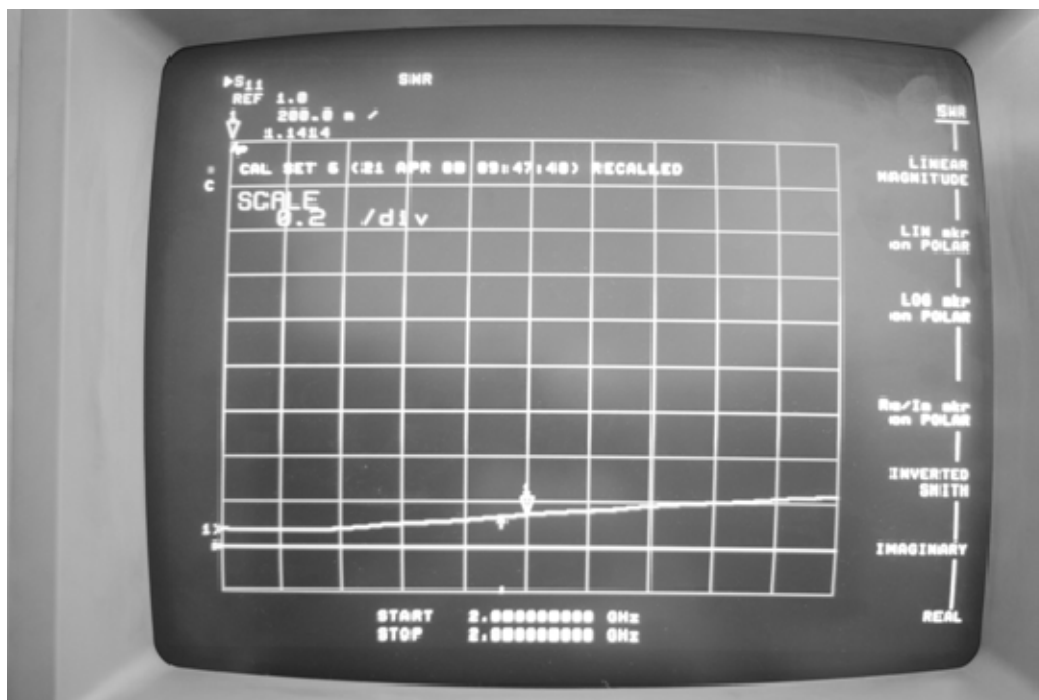 ▶S11 SWR
REF 1.0
200.0 m /
1.1414
CAL SET 6 (21 APR 08 09:47:40) RECALLED
C
SCALE
0.2 /div
1>
START 2.000000000 GHz
STOP 2.000000000 GHz
SWR
LINEAR
MAGNITUDE
LIN mkr
on POLAR
LOG mkr
on POLAR
Re/Im mkr
on POLAR
INVERTED
SMITH
IMAGINARY
REAL